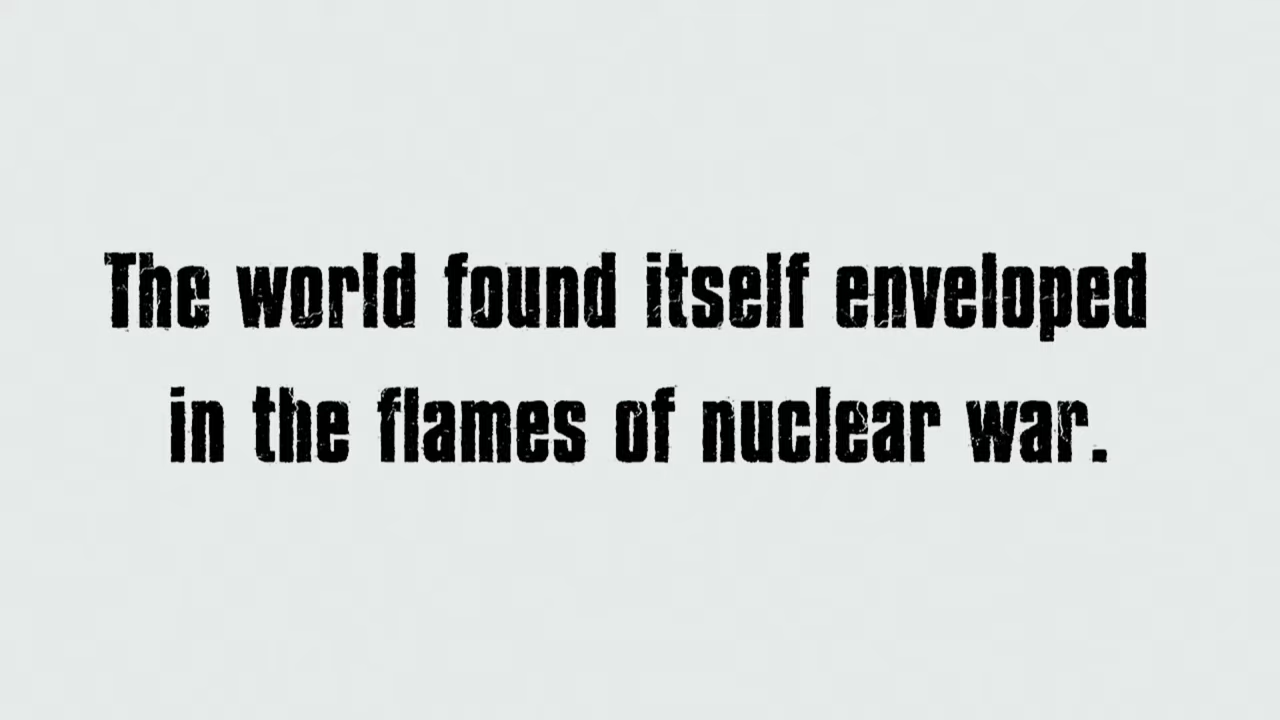 The world found itself enveloped
in the flames of nuclear war.